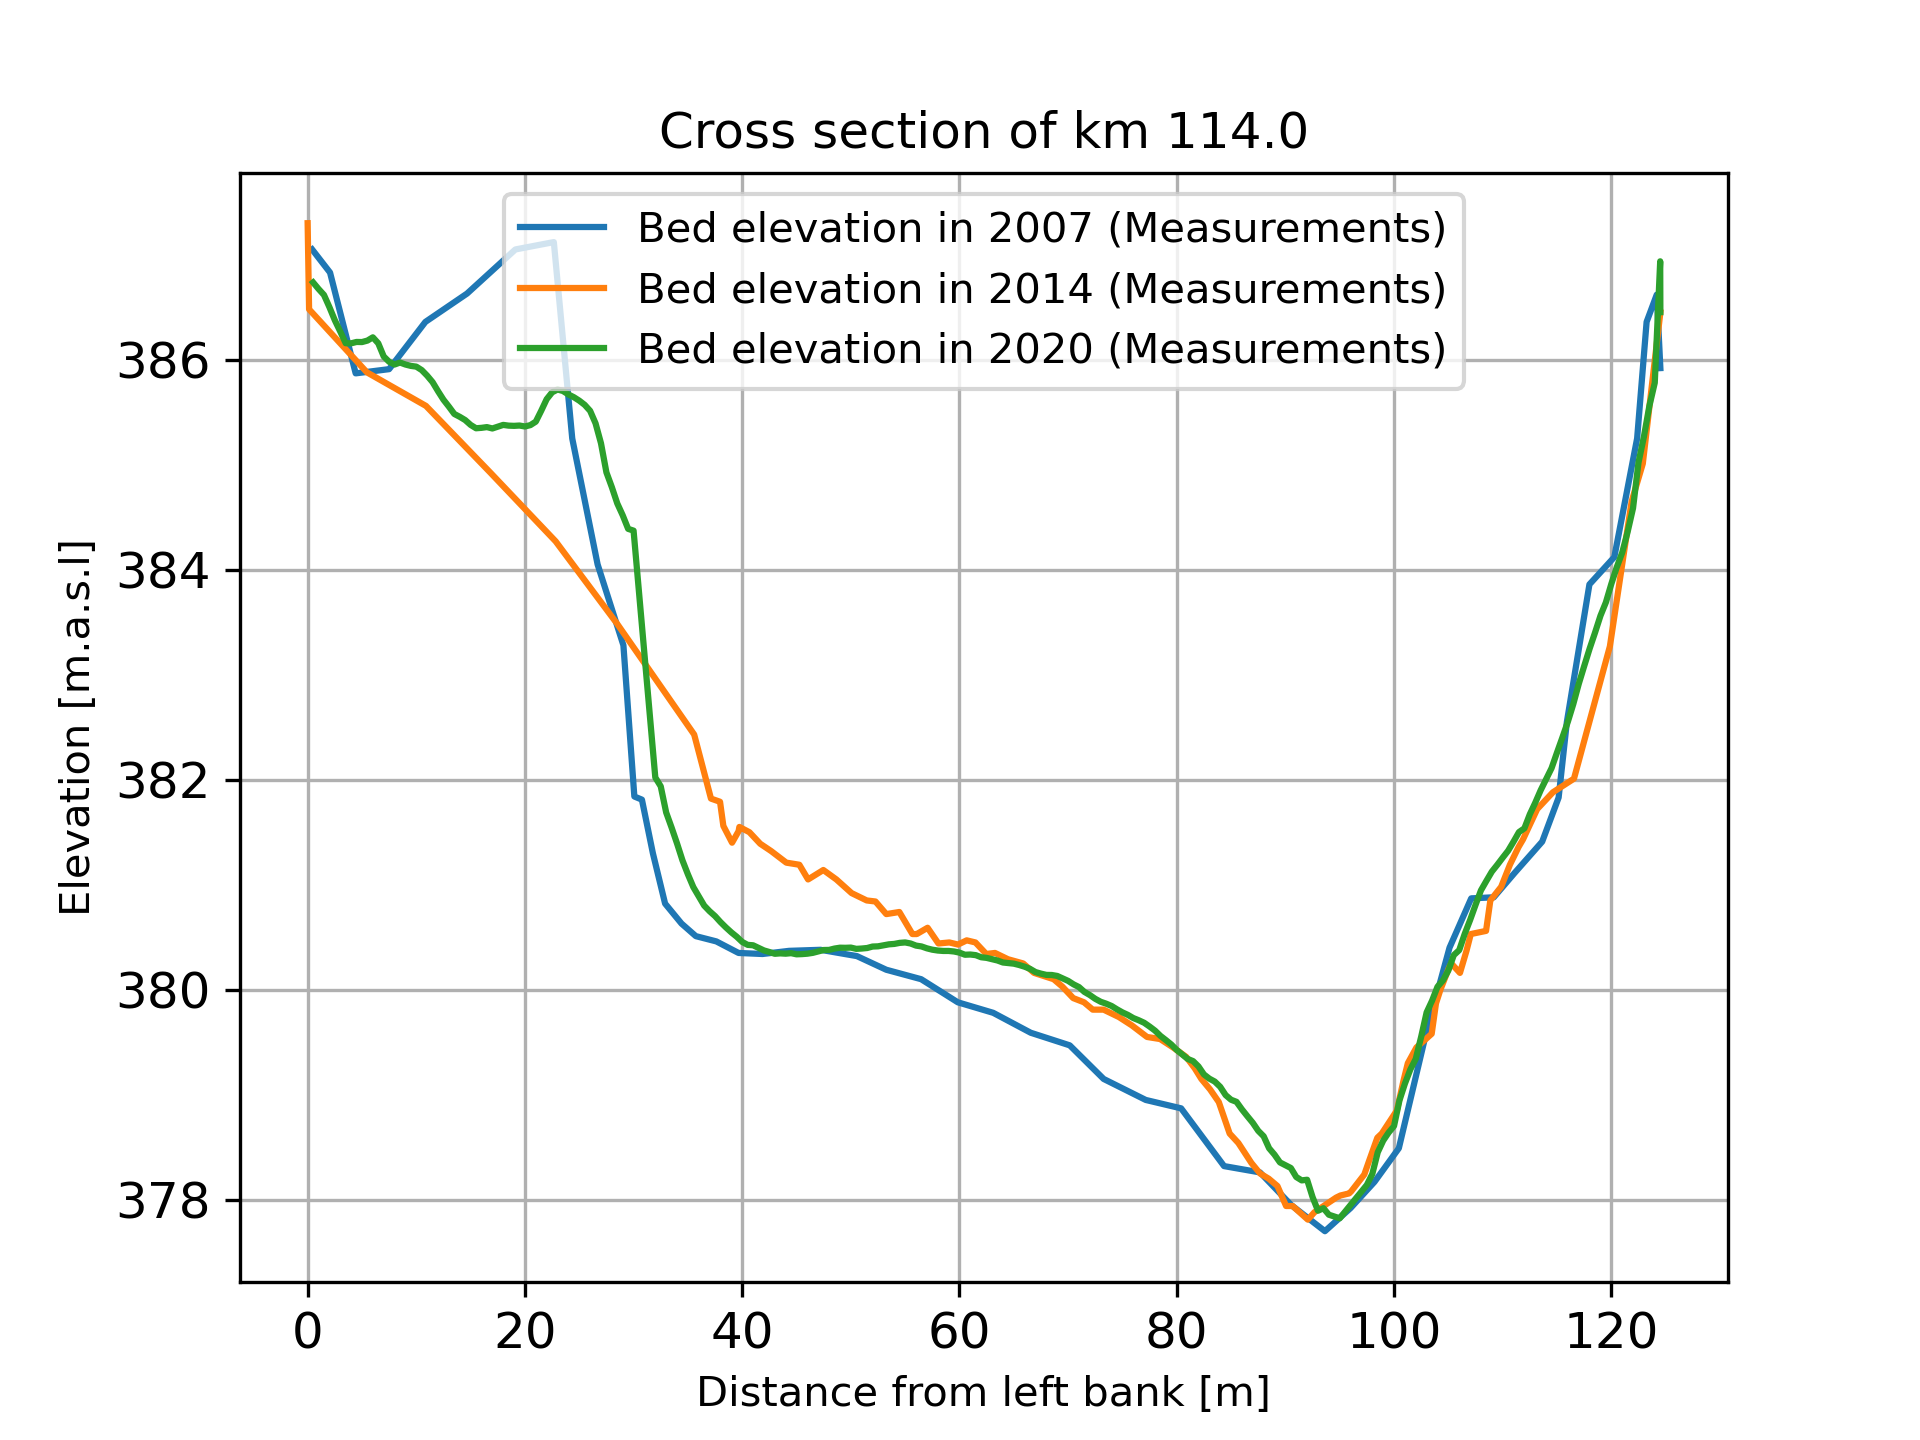 Cross section of km 114.0
Bed elevation in 2007 (Measurements)
Bed elevation in 2014 (Measurements)
Bed elevation in 2020 (Measurements)
Elevation [m.a.s.l]
386
384
382
380
378
0 20 40 60 80 100 120
Distance from left bank [m]